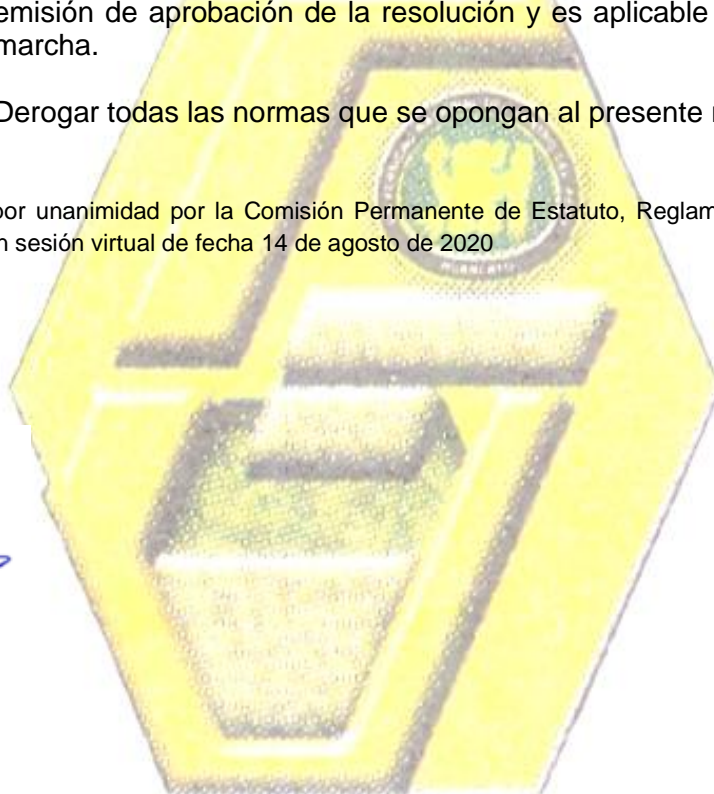 emisión de aprobación de la resolución y es aplicable
marcha.
Derogar todas las normas que se opongan al presente
por unanimidad por la Comisión Permanente de Estatuto, Reglam
n sesión virtual de fecha 14 de agosto de 2020